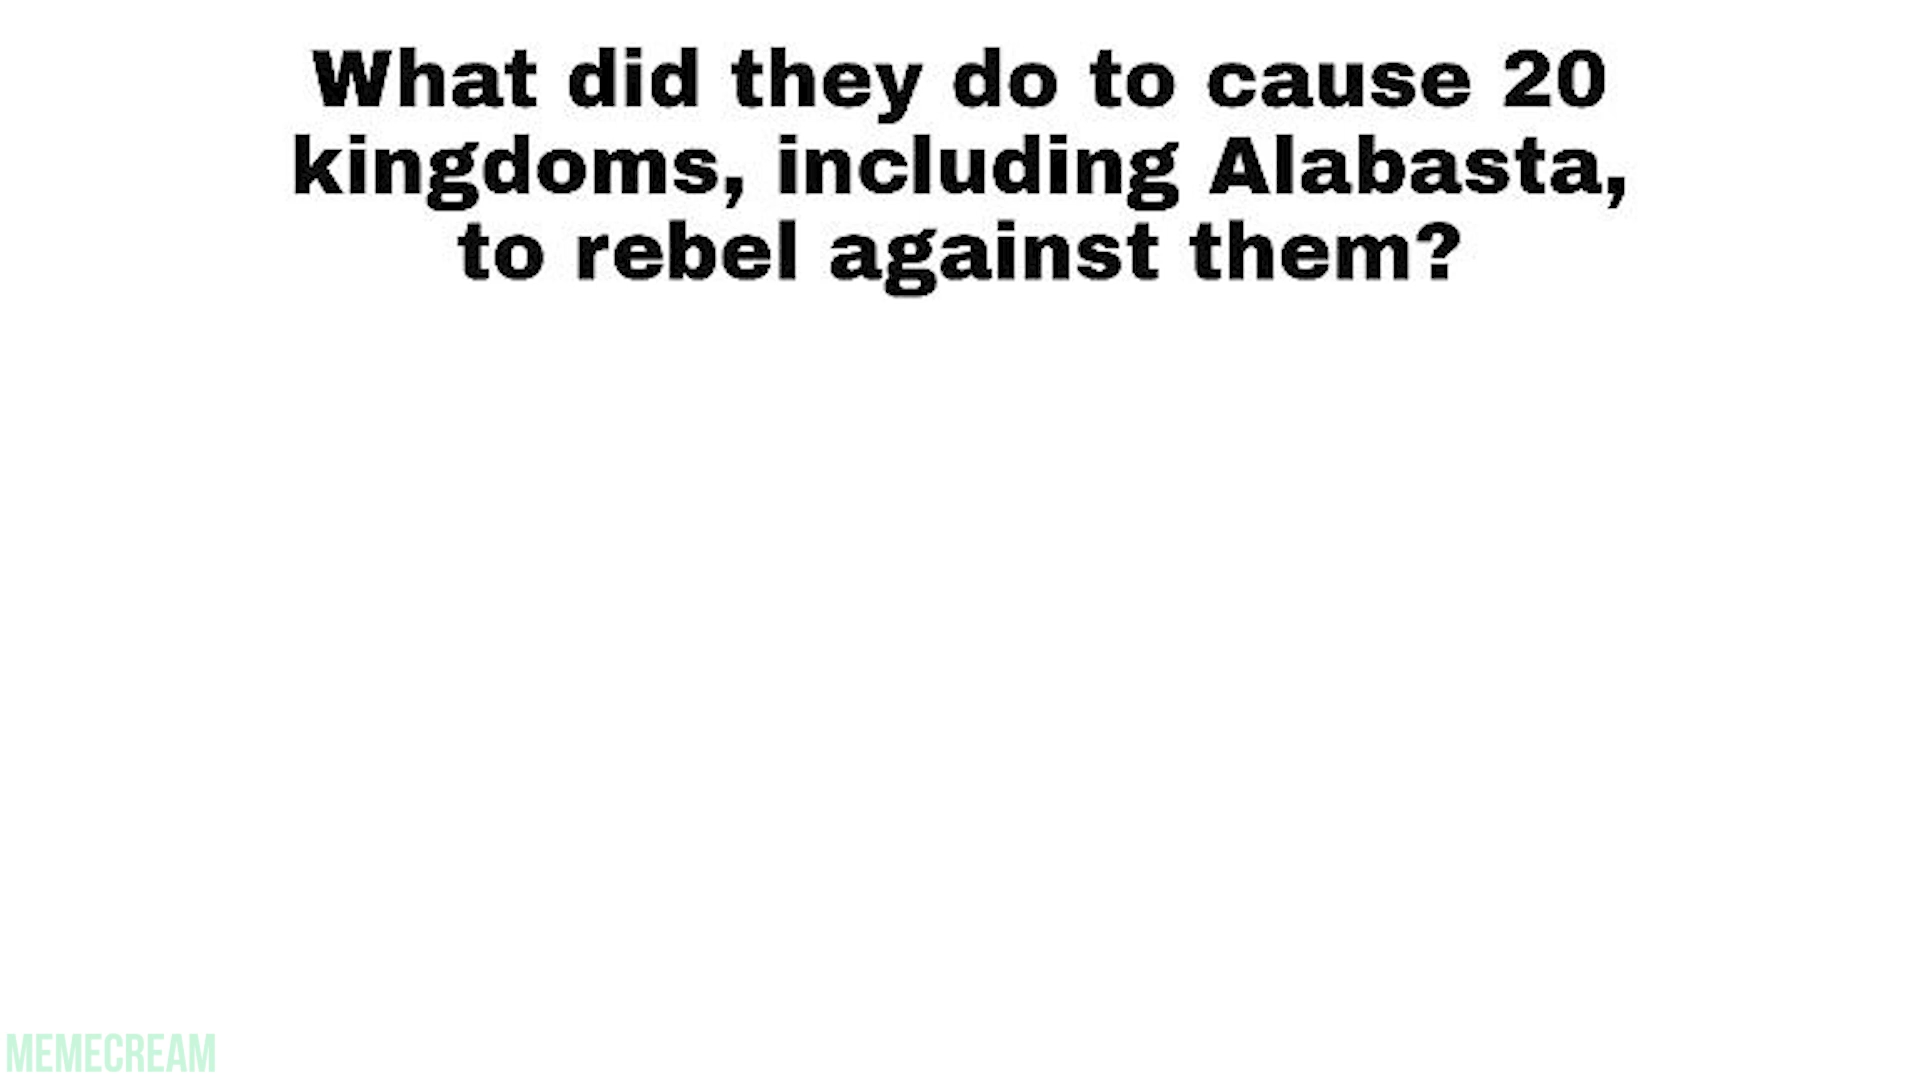 What did they do to cause 20
kingdoms, including Alabasta,
to rebel against them?
MEMECREAM